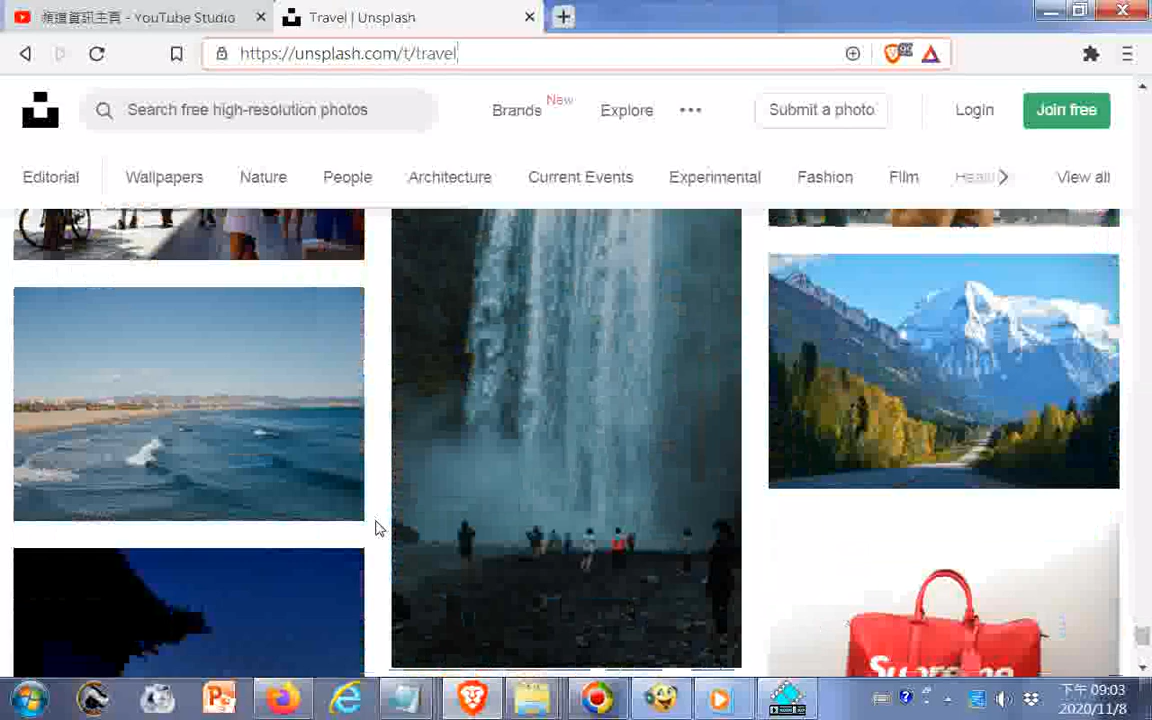 頻道資訊主頁 - YouTube Studio
Travel | Unsplash
https://unsplash.com/t/travel
Search free high-resolution photos
Brands New
Explore
Submit a photo
Login
Join free
Editorial
Wallpapers
Nature
People
Architecture
Current Events
Experimental
Fashion
Film
View all
Supreme
下午 09:03
2020/11/8